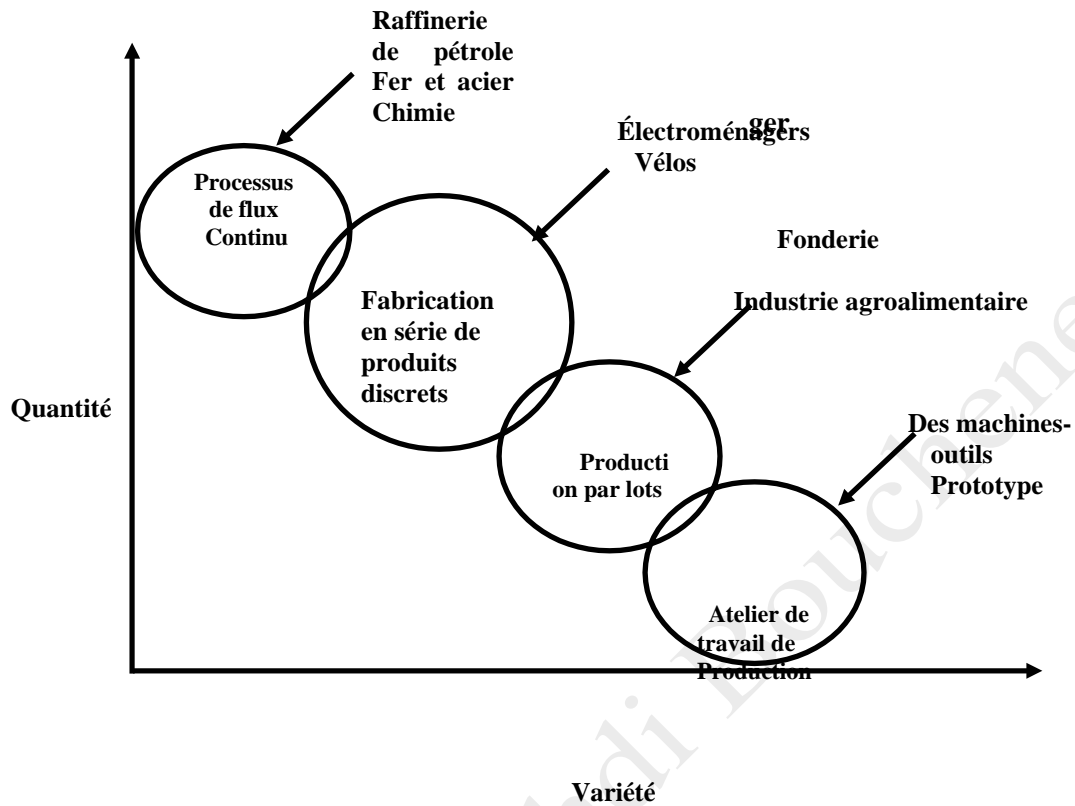 Raffinerie
de pétrole
Fer et acier
Chimie
ger
Électroménagers
Vélos
Processus
de flux
Continu
Fonderie
Fabrication
en série de
produits
discrets
Industrie agroalimentaire
Quantité
Des machines-
outils
Prototype
Producti
on par lots
Atelier de
travail de
Production
Variété